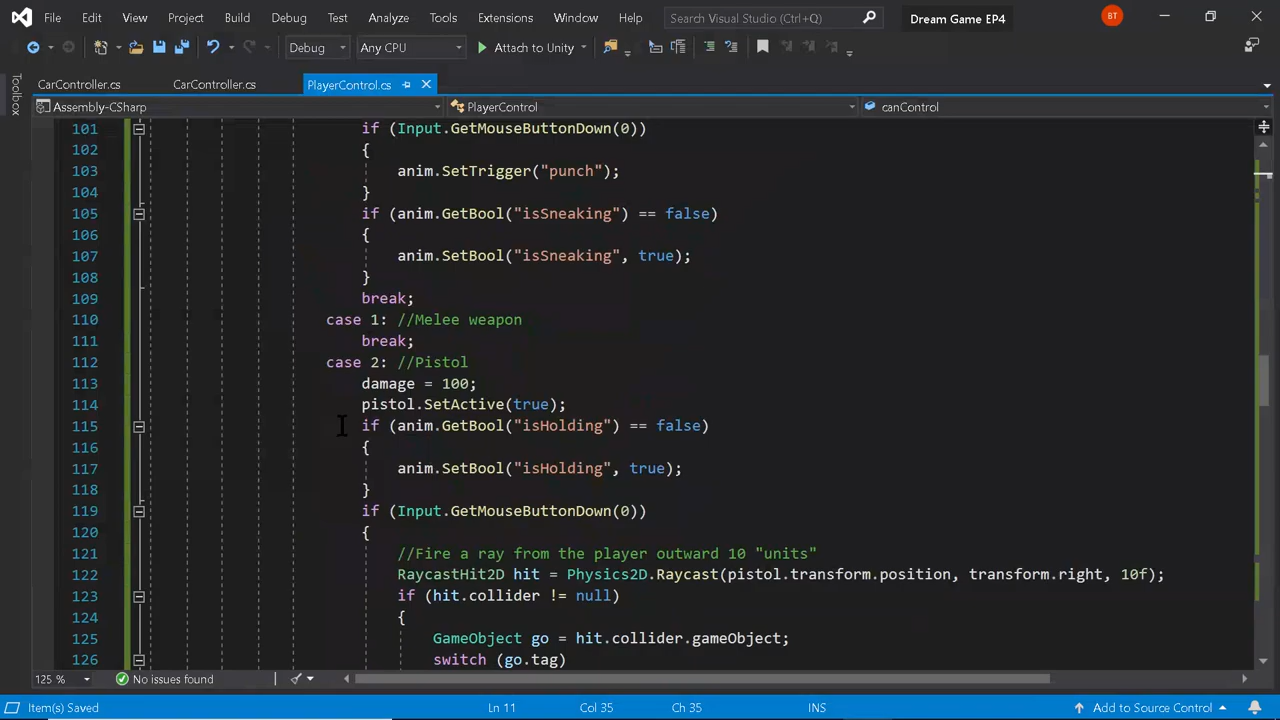 File Edit View Project Build Debug Test Analyze Tools Extensions Window Help Search Visual Studio (Ctrl+Q) Dream Game EP4 BT
Debug Any CPU Attach to Unity
Toolbox
CarController.cs CarController.cs PlayerControl.cs
Assembly-CSharp PlayerControl canControl
101 if (Input.GetMouseButtonDown(0))
102 {
103 anim.SetTrigger("punch");
104 }
105 if (anim.GetBool("isSneaking") == false)
106 {
107 anim.SetBool("isSneaking", true);
108 }
109 break;
110 case 1: //Melee weapon
111 break;
112 case 2: //Pistol
113 damage = 100;
114 pistol.SetActive(true);
115 if (anim.GetBool("isHolding") == false)
116 {
117 anim.SetBool("isHolding", true);
118 }
119 if (Input.GetMouseButtonDown(0))
120 {
121 //Fire a ray from the player outward 10 "units"
122 RaycastHit2D hit = Physics2D.Raycast(pistol.transform.position, transform.right, 10f);
123 if (hit.collider != null)
124 {
125 GameObject go = hit.collider.gameObject;
126 switch (go.tag)
125 % No issues found
Item(s) Saved Ln 11 Col 35 Ch 35 INS Add to Source Control